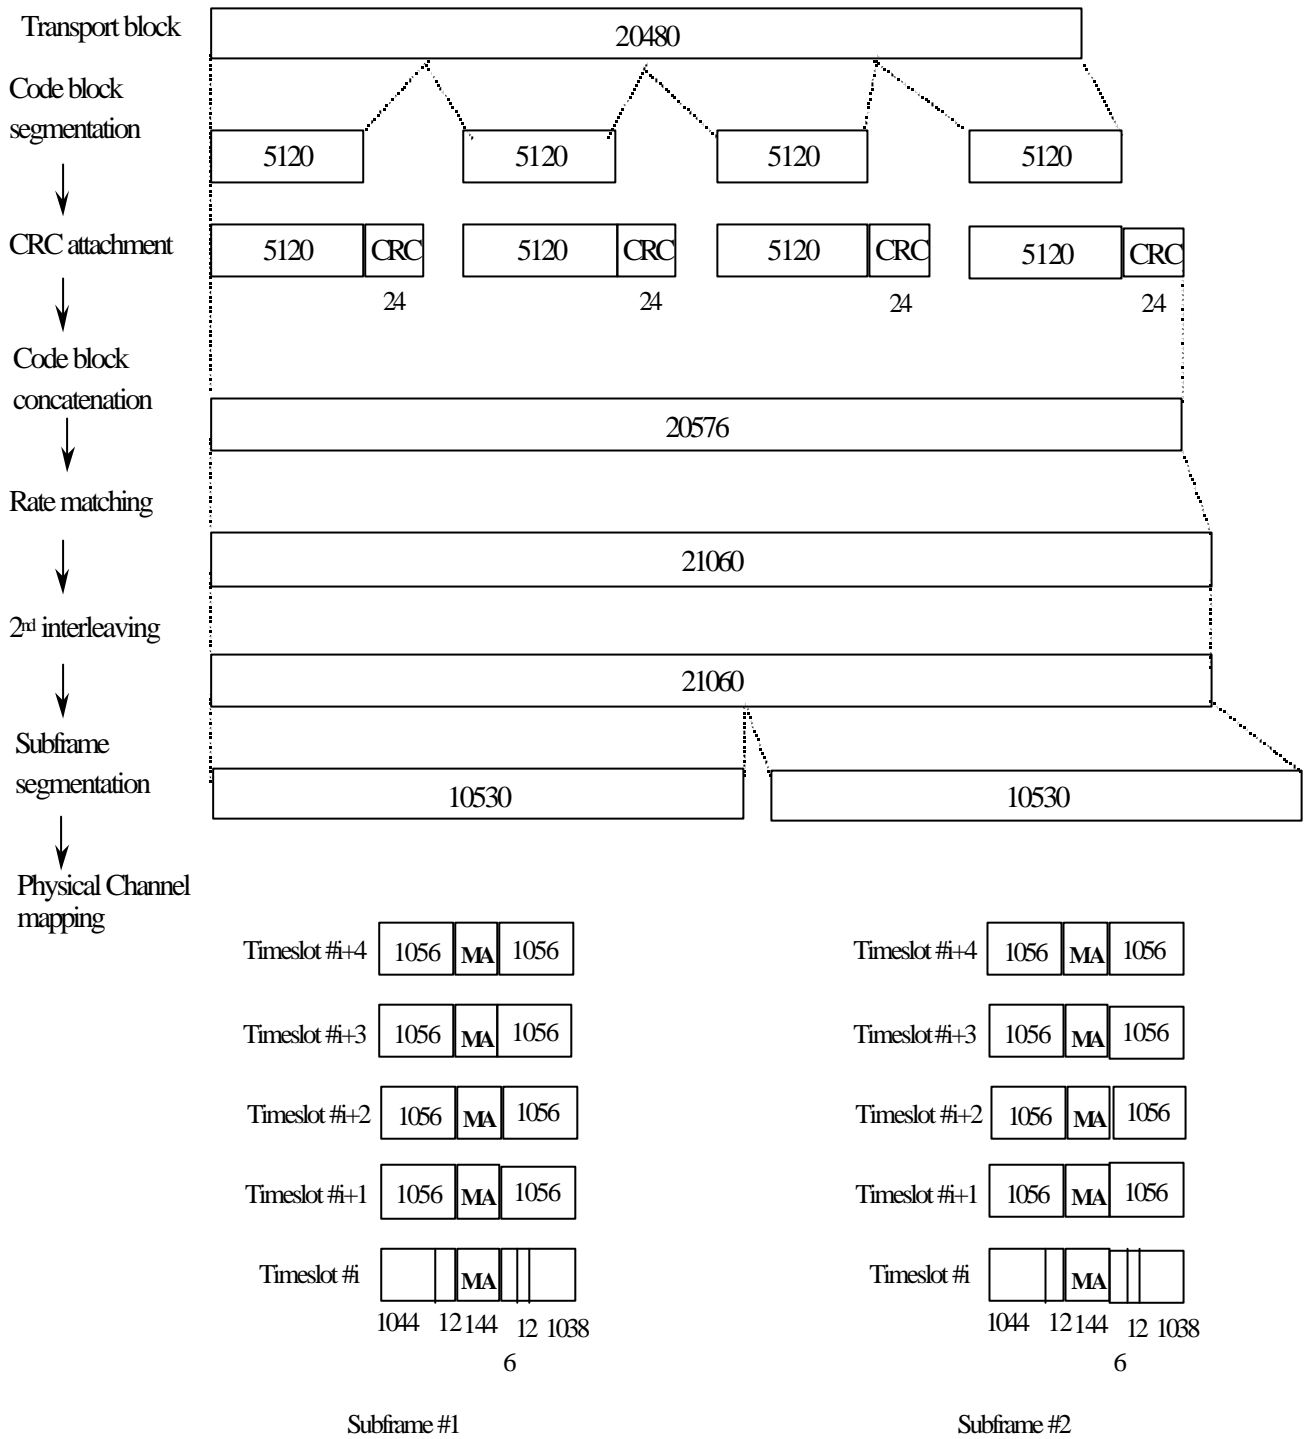 Transport block
20480
Code block
segmentation
5120 5120 5120 5120
CRC attachment
5120 CRC 5120 CRC 5120 CRC 5120 CRC
24 24 24 24
Code block
concatenation
20576
Rate matching
21060
2nd interleaving
21060
Subframe
segmentation
10530 10530
Physical Channel
mapping
Timeslot #i+4 1056 MA 1056 Timeslot #i+4 1056 MA 1056
Timeslot #i+3 1056 MA 1056 Timeslot #i+3 1056 MA 1056
Timeslot #i+2 1056 MA 1056 Timeslot #i+2 1056 MA 1056
Timeslot #i+1 1056 MA 1056 Timeslot #i+1 1056 MA 1056
Timeslot #i MA Timeslot #i MA
1044 12 144 12 1038 1044 12 144 12 1038
6 6
Subframe #1 Subframe #2